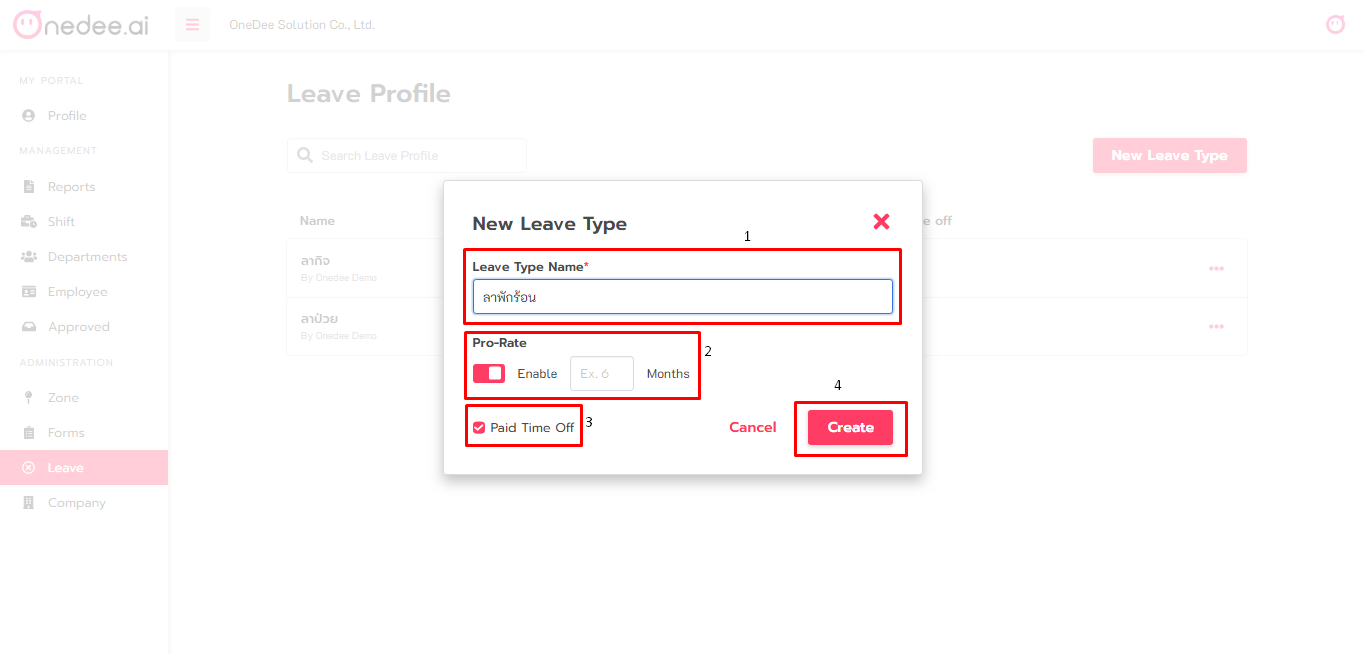 Onedee.ai
OneDee Solution Co., Ltd.
MY PORTAL
Profile
MANAGEMENT
Reports
Shift
Departments
Employee
Approved
ADMINISTRATION
Zone
Forms
Leave
Company
Leave Profile
Search Leave Profile
New Leave Type
Name
e off
ลากิจ
By Onedee Demo
ลาป่วย
By Onedee Demo
New Leave Type
1
Leave Type Name*
ลาพักร้อน
Pro-Rate
2
Enable
Ex. 6
Months
3
Paid Time Off
Cancel
4
Create